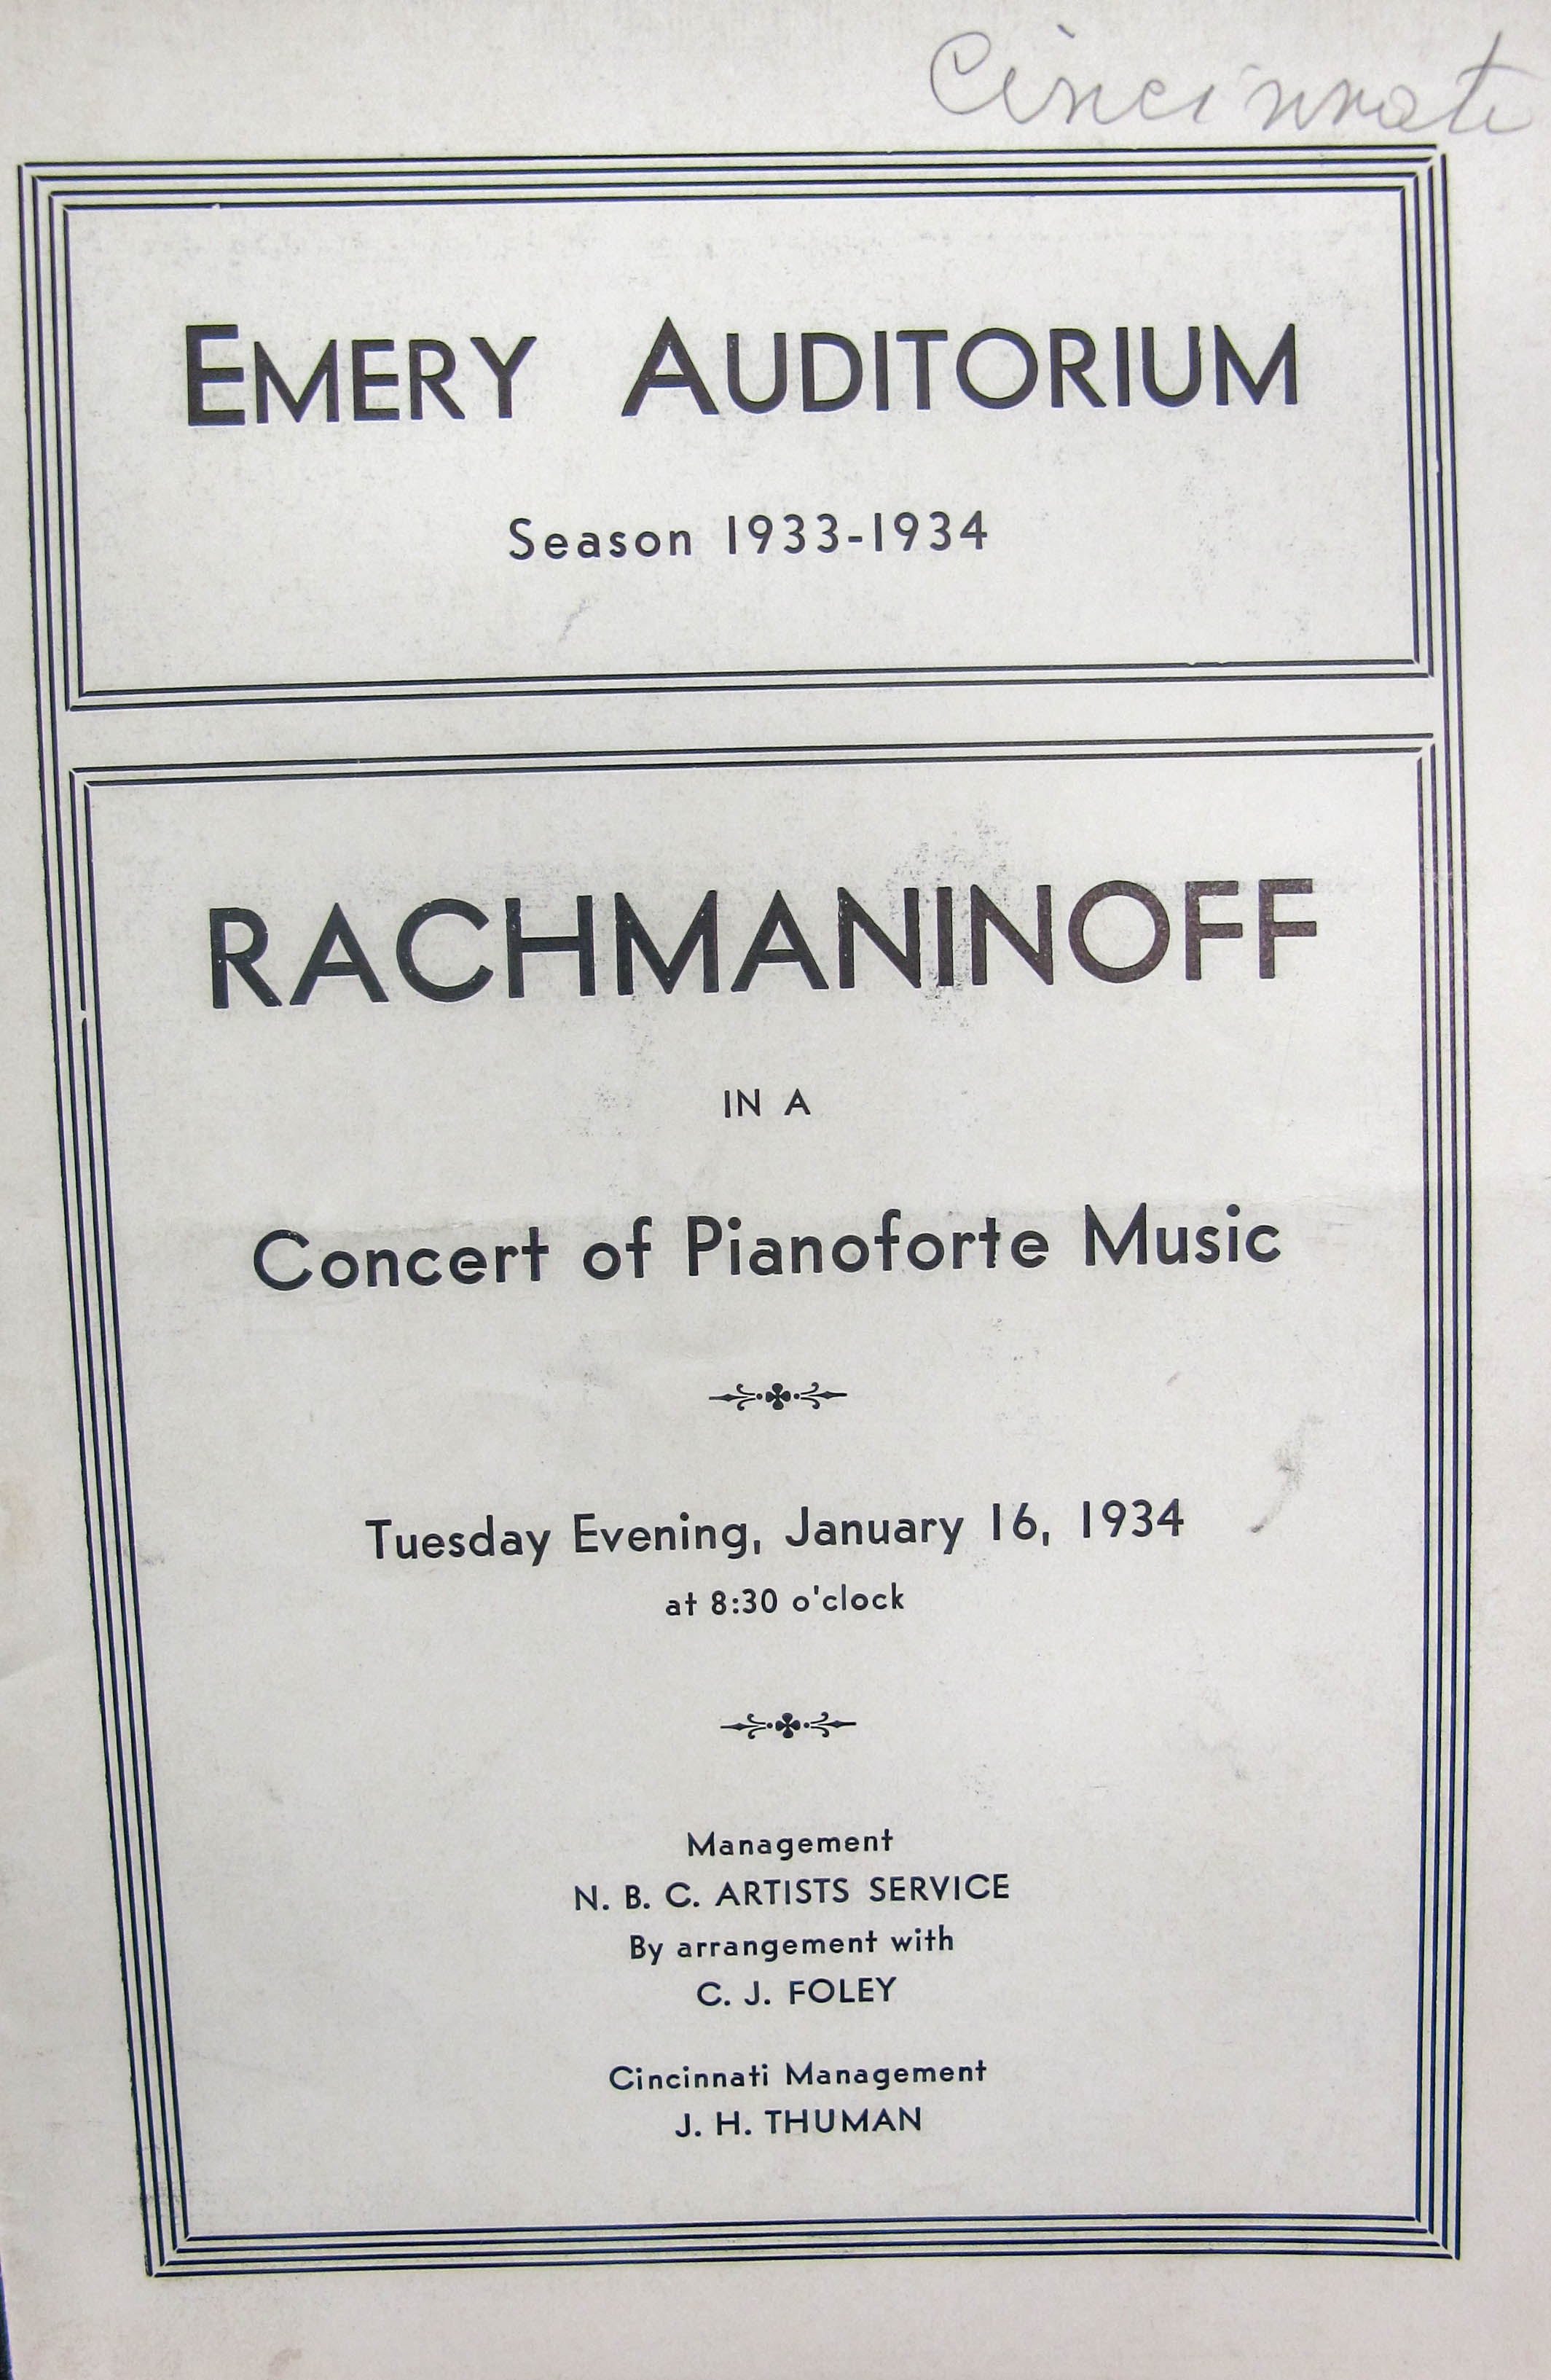 Cincinnati
EMERY AUDITORIUM
Season 1933-1934
RACHMANINOFF
IN A
Concert of Pianoforte Music
Tuesday Evening, January 16, 1934
at 8:30 o'clock
Management
N. B. C. ARTISTS SERVICE
By arrangement with
C. J. FOLEY
Cincinnati Management
J. H. THUMAN